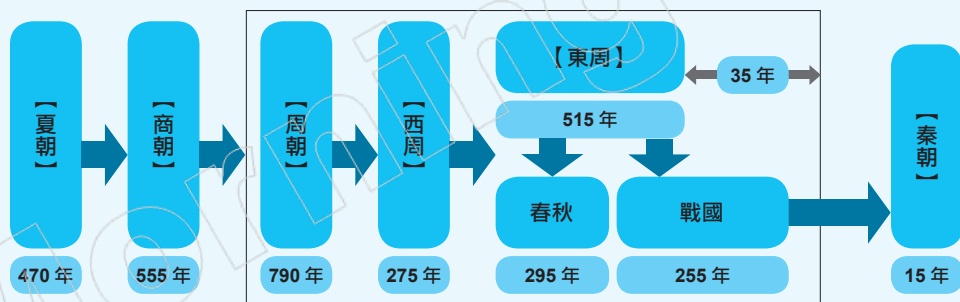 【夏朝】
470 年
【商朝】
555 年
【周朝】
790 年
【西周】
275 年
【東周】
35 年
515 年
春秋
295 年
戰國
255 年
【秦朝】
15 年